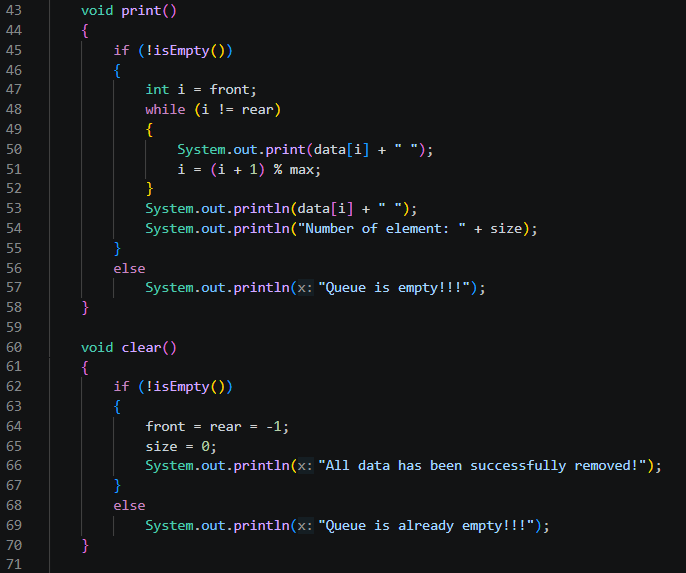 43 void print()
44 {
45 if (!isEmpty())
46 {
47 int i = front;
48 while (i != rear)
49 {
50 System.out.print(data[i] + " ");
51 i = (i + 1) % max;
52 }
53 System.out.println(data[i] + " ");
54 System.out.println("Number of element: " + size);
55 }
56 else
57 System.out.println(x: "Queue is empty!!!");
58 }
59
60 void clear()
61 {
62 if (!isEmpty())
63 {
64 front = rear = -1;
65 size = 0;
66 System.out.println(x: "All data has been successfully removed!");
67 }
68 else
69 System.out.println(x: "Queue is already empty!!!");
70 }
71